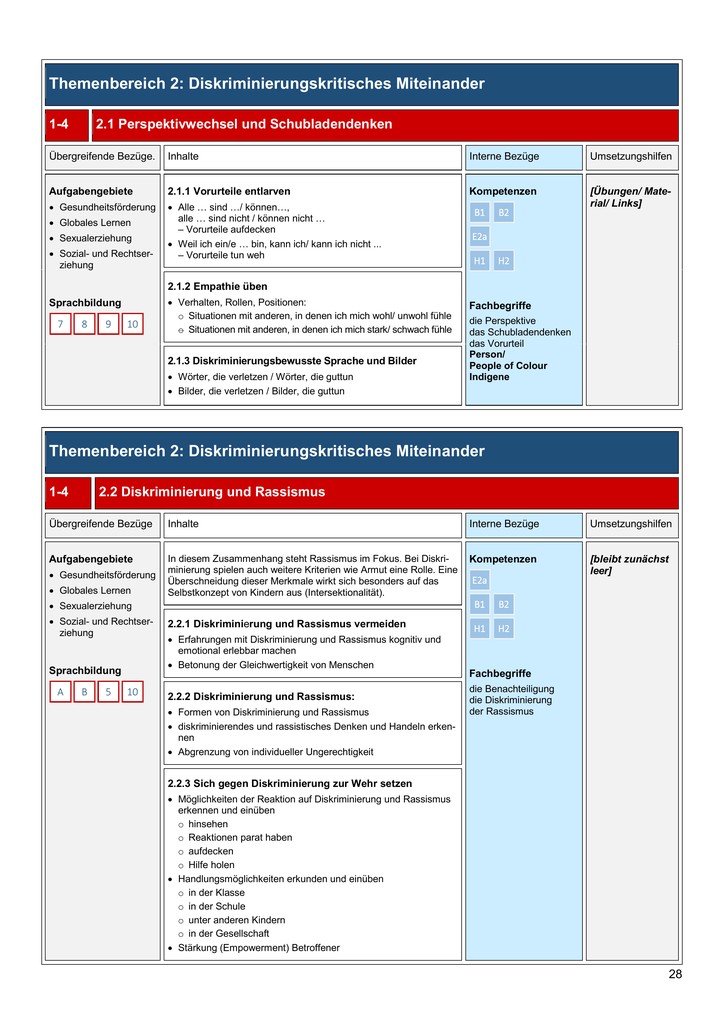 Themenbereich 2: Diskriminierungskritisches Miteinander
1-4
2.1 Perspektivwechsel und Schubladendenken
Übergreifende Bezüge.
Inhalte
Interne Bezüge
Umsetzungshilfen
Aufgabengebiete
• Gesundheitsförderung
• Globales Lernen
• Sexualerziehung
• Sozial- und Rechtser-
ziehung
Sprachbildung
7 8 9 10
2.1.1 Vorurteile entlarven
• Alle … sind …/ können…,
alle … sind nicht / können nicht …
– Vorurteile aufdecken
• Weil ich ein/e … bin, kann ich/ kann ich nicht ...
– Vorurteile tun weh
2.1.2 Empathie üben
• Verhalten, Rollen, Positionen:
o Situationen mit anderen, in denen ich mich wohl/ unwohl fühle
o Situationen mit anderen, in denen ich mich stark/ schwach fühle
2.1.3 Diskriminierungsbewusste Sprache und Bilder
• Wörter, die verletzen / Wörter, die guttun
• Bilder, die verletzen / Bilder, die guttun
Kompetenzen
B1 B2
E2a
H1 H2
Fachbegriffe
die Perspektive
das Schubladendenken
das Vorurteil
Person/
People of Colour
Indigene
[Übungen/ Mate-
rial/ Links]
Themenbereich 2: Diskriminierungskritisches Miteinander
1-4
2.2 Diskriminierung und Rassismus
Übergreifende Bezüge
Inhalte
Interne Bezüge
Umsetzungshilfen
Aufgabengebiete
• Gesundheitsförderung
• Globales Lernen
• Sexualerziehung
• Sozial- und Rechtser-
ziehung
Sprachbildung
A B 5 10
In diesem Zusammenhang steht Rassismus im Fokus. Bei Diskri-
minierung spielen auch weitere Kriterien wie Armut eine Rolle. Eine
Überschneidung dieser Merkmale wirkt sich besonders auf das
Selbstkonzept von Kindern aus (Intersektionalität).
2.2.1 Diskriminierung und Rassismus vermeiden
• Erfahrungen mit Diskriminierung und Rassismus kognitiv und
emotional erlebbar machen
• Betonung der Gleichwertigkeit von Menschen
2.2.2 Diskriminierung und Rassismus:
• Formen von Diskriminierung und Rassismus
• diskriminierendes und rassistisches Denken und Handeln erken-
nen
• Abgrenzung von individueller Ungerechtigkeit
2.2.3 Sich gegen Diskriminierung zur Wehr setzen
• Möglichkeiten der Reaktion auf Diskriminierung und Rassismus
erkennen und einüben
o hinsehen
o Reaktionen parat haben
o aufdecken
o Hilfe holen
• Handlungsmöglichkeiten erkunden und einüben
o in der Klasse
o in der Schule
o unter anderen Kindern
o in der Gesellschaft
• Stärkung (Empowerment) Betroffener
Kompetenzen
E2a
B1 B2
H1 H2
Fachbegriffe
die Benachteiligung
die Diskriminierung
der Rassismus
[bleibt zunächst
leer]
28